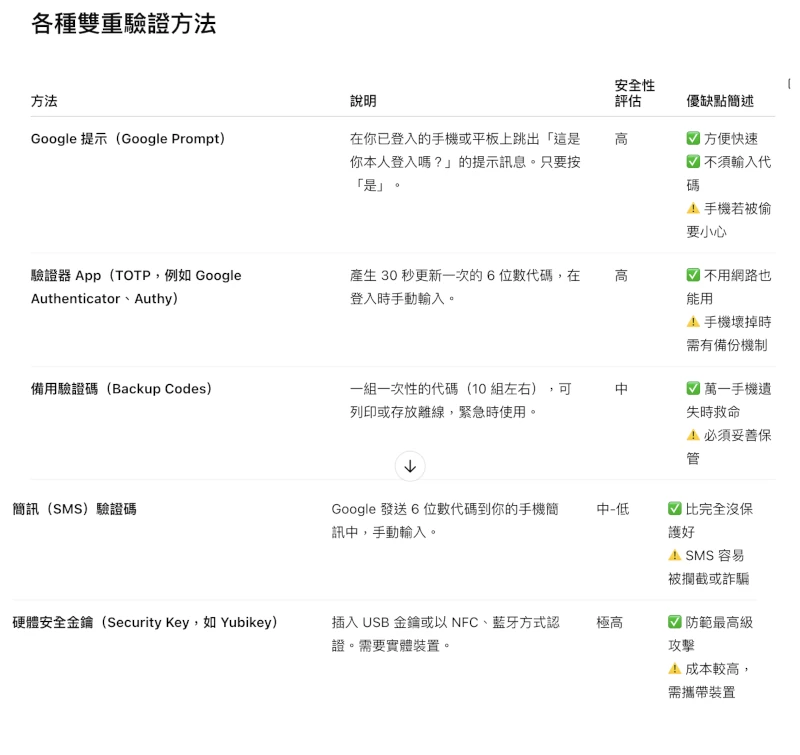 各種雙重驗證方法
方法 說明 安全性評估 優缺點簡述
Google 提示（Google Prompt） 在你已登入的手機或平板上跳出「這是你本人登入嗎？」的提示訊息。只要按「是」。 高 ✅ 方便快速 ✅ 不須輸入代碼 ⚠️ 手機若被偷要小心
驗證器 App（TOTP，例如 Google Authenticator、Authy） 產生 30 秒更新一次的 6 位數代碼，在登入時手動輸入。 高 ✅ 不用網路也能用 ⚠️ 手機壞掉時需有備份機制
備用驗證碼（Backup Codes） 一組一次性的代碼（10 組左右），可列印或存放離線，緊急時使用。 中 ✅ 萬一手機遺失時救命 ⚠️ 必須妥善保管
簡訊（SMS）驗證碼 Google 發送 6 位數代碼到你的手機簡訊中，手動輸入。 中-低 ✅ 比完全沒保護好 ⚠️ SMS 容易被攔截或詐騙
硬體安全金鑰（Security Key，如 Yubikey） 插入 USB 金鑰或以 NFC、藍牙方式認證。需要實體裝置。 極高 ✅ 防範最高級攻擊 ⚠️ 成本較高，需攜帶裝置